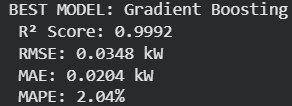 BEST MODEL: Gradient Boosting
R² Score: 0.9992
RMSE: 0.0348 kW
MAE: 0.0204 kW
MAPE: 2.04%